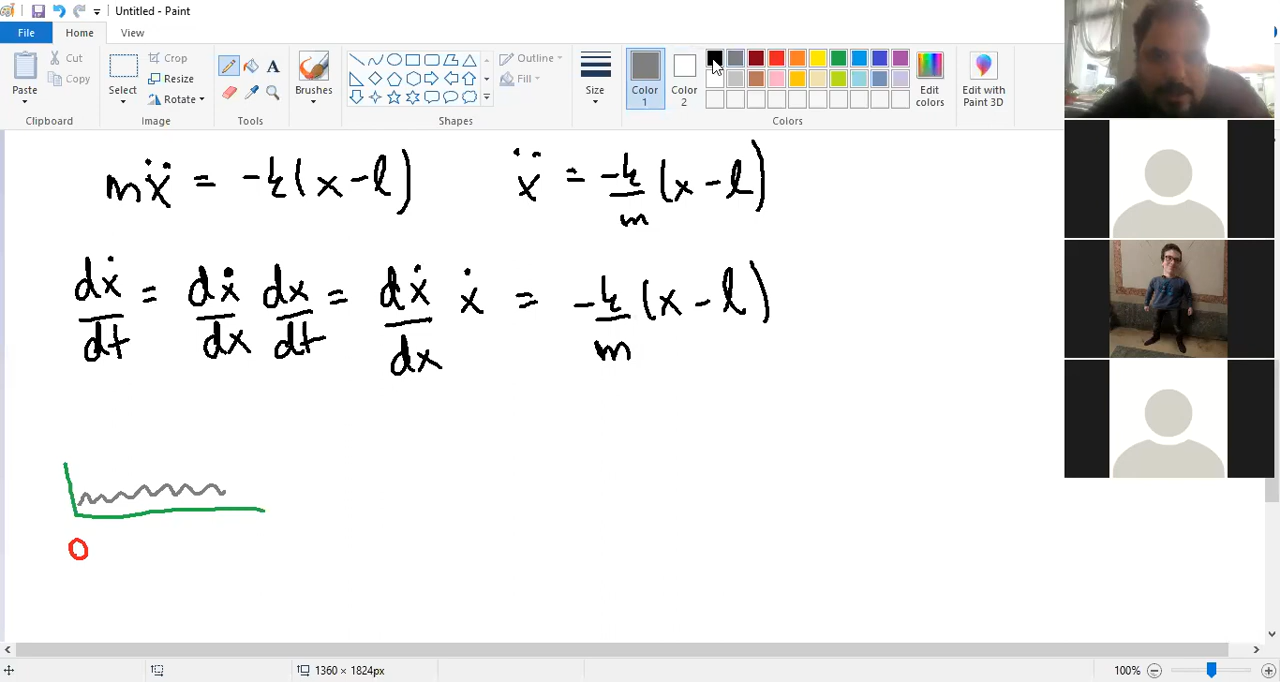 Untitled - Paint
File Home View
Paste Cut Copy Clipboard
Select Crop Resize Rotate Image
A Tools
Brushes
Outline Fill Shapes
Size
Color 1 Color 2 Edit colors Colors
Edit with Paint 3D
mẍ = -k(x-l) ẍ = -k/m (x-l)
dẋ/dt = dẋ/dx dx/dt = dẋ/dx ẋ = -k/m (x-l)
0
1360 × 1824px 100%